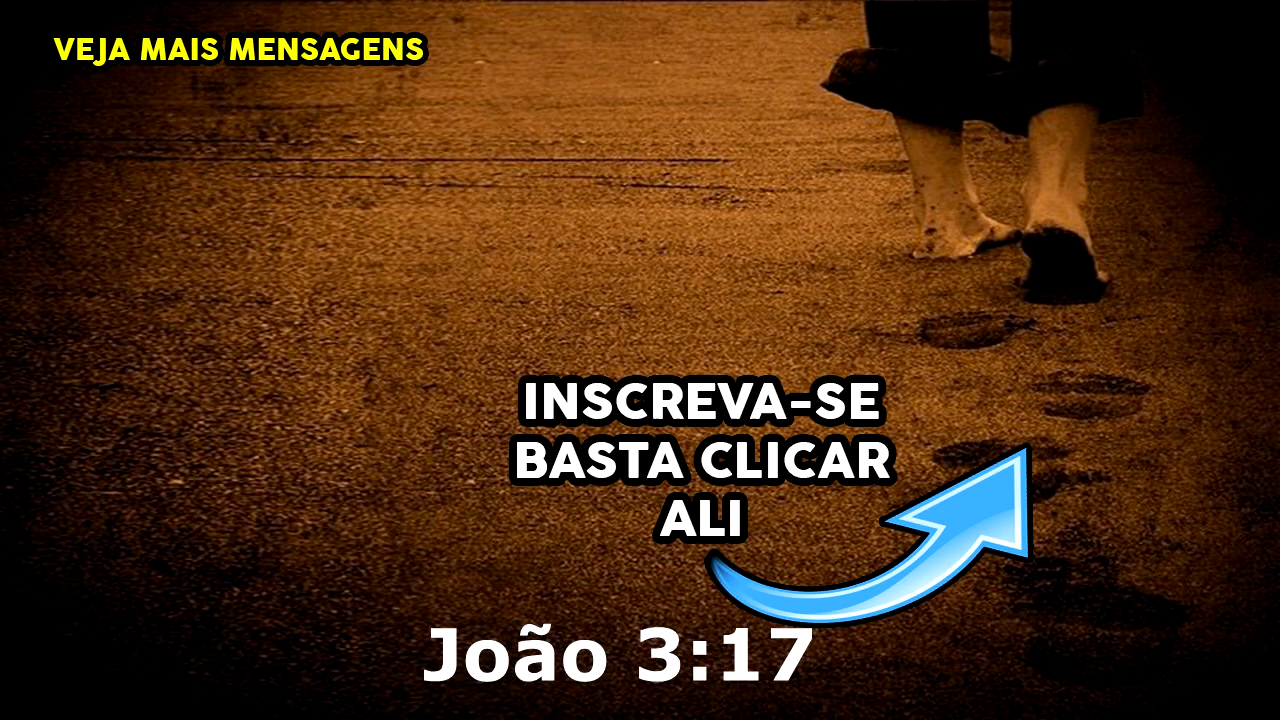 VEJA MAIS MENSAGENS
INSCREVA-SE
BASTA CLICAR
ALI
João 3:17